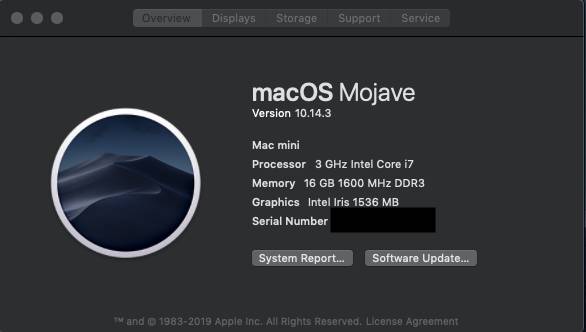 Overview Displays Storage Support Service
macOS Mojave
Version 10.14.3
Mac mini
Processor 3 GHz Intel Core i7
Memory 16 GB 1600 MHz DDR3
Graphics Intel Iris 1536 MB
Serial Number
System Report... Software Update...
™ and © 1983-2019 Apple Inc. All Rights Reserved. License Agreement